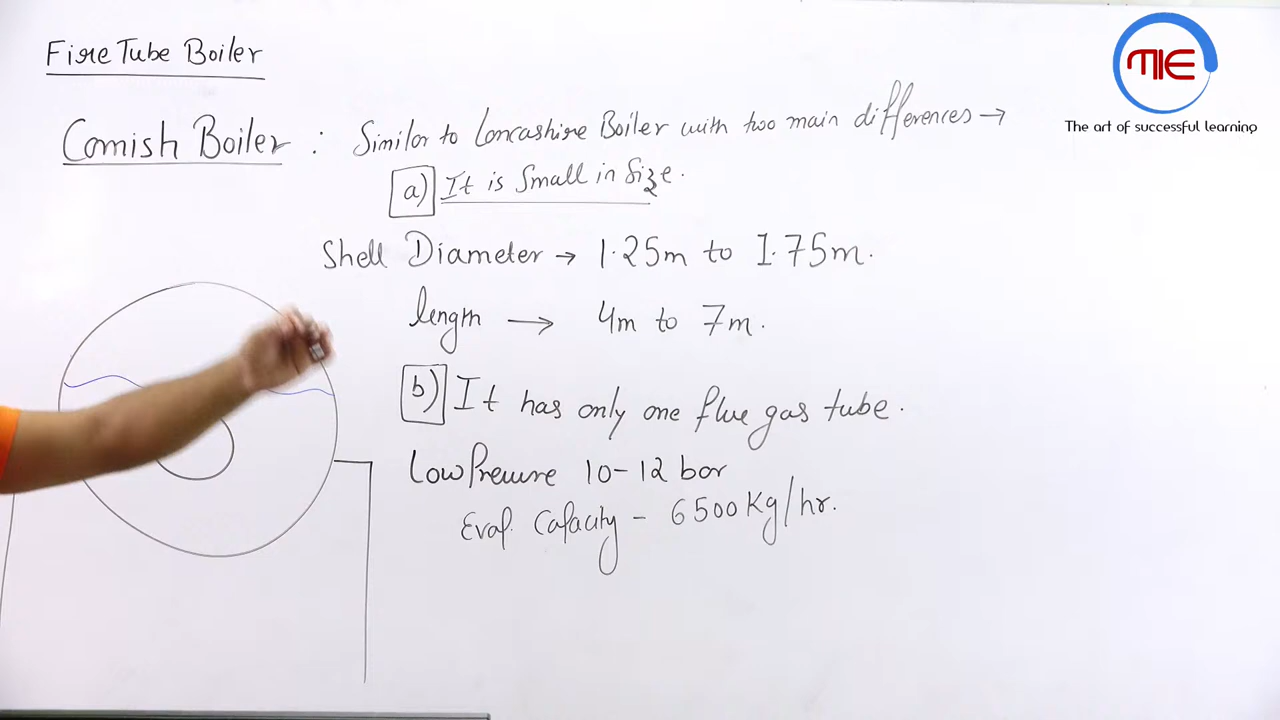 Fire Tube Boiler
MIE
The art of successful learning
Cornish Boiler : Similar to Loncashire Boiler with two main differences →
a) It is Small in Size.
Shell Diameter → 1.25m to 1.75m.
length → 4m to 7m.
b) It has only one flue gas tube.
Low Pressure 10-12 bar
Evap. Capacity - 6500 Kg/hr.